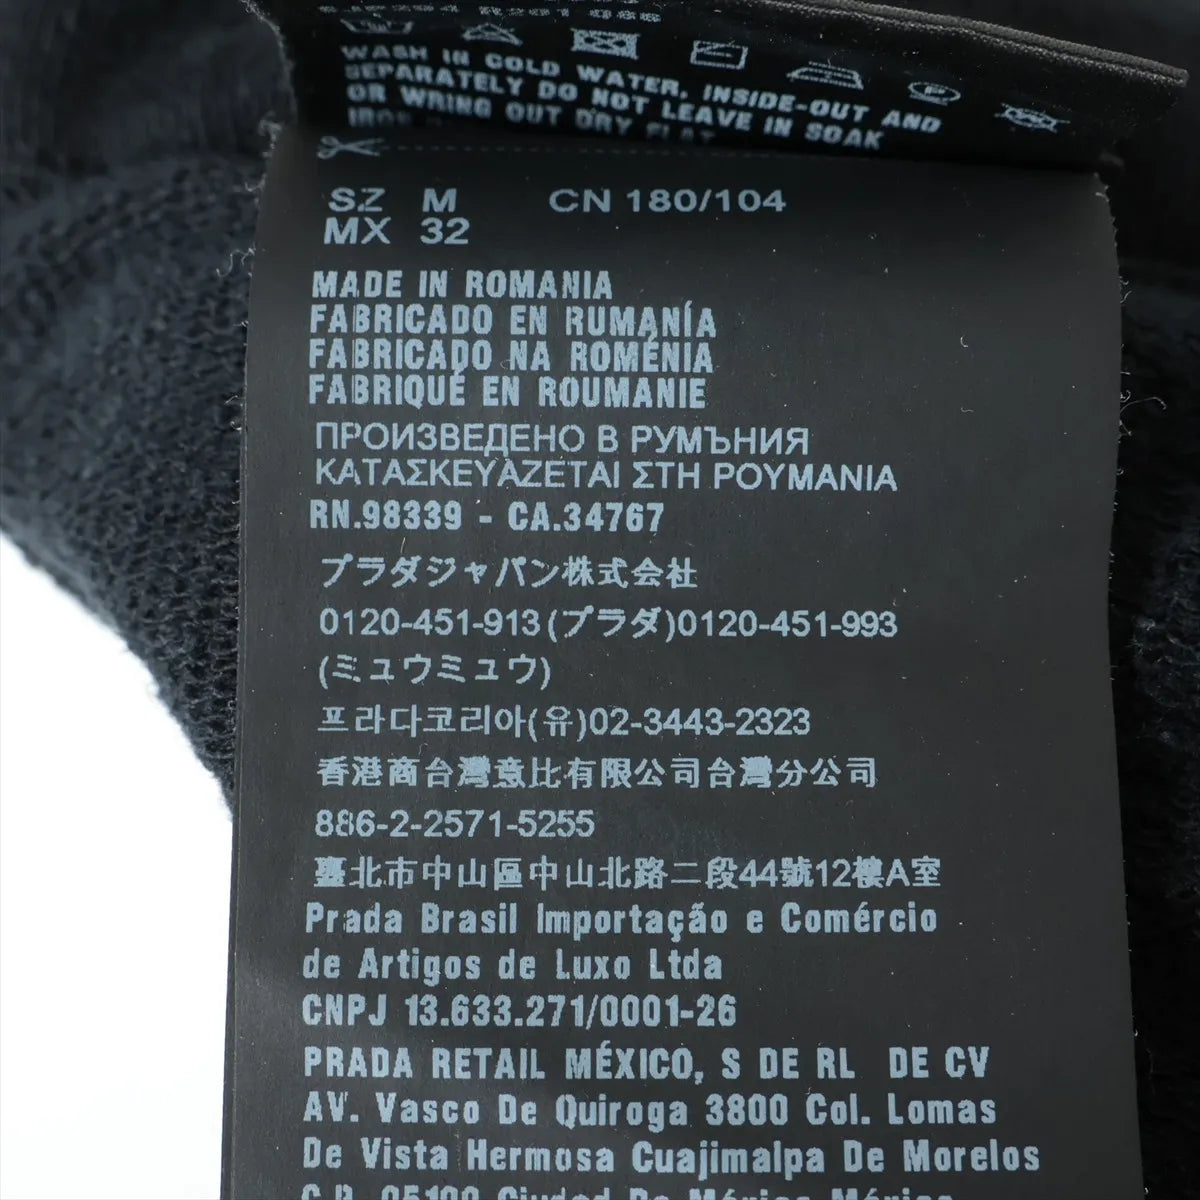 WASH IN COLD WATER, INSIDE-OUT AND
SEPARATELY DO NOT LEAVE IN SOAK
OR WRING OUT DRY FLAT
IRON
SZ M CN 180/104
MX 32
MADE IN ROMANIA
FABRICADO EN RUMANÍA
FABRICADO NA ROMÉNIA
FABRIQUÉ EN ROUMANIE
ПРОИЗВЕДЕНО В РУМЪНИЯ
ΚΑΤΑΣΚΕΥΑΖΕΤΑΙ ΣΤΗ ΡΟΥΜΑΝΙΑ
RN.98339 - CA.34767
プラダジャパン株式会社
0120-451-913(プラダ)0120-451-993
(ミュウミュウ)
프라다코리아(유)02-3443-2323
香港商台灣意比有限公司台灣分公司
886-2-2571-5255
臺北市中山區中山北路二段44號12樓A室
Prada Brasil Importação e Comércio
de Artigos de Luxo Ltda
CNPJ 13.633.271/0001-26
PRADA RETAIL MÉXICO, S DE RL DE CV
AV. Vasco De Quiroga 3800 Col. Lomas
De Vista Hermosa Cuajimalpa De Morelos
C.P. 05100 Ciudad De México México